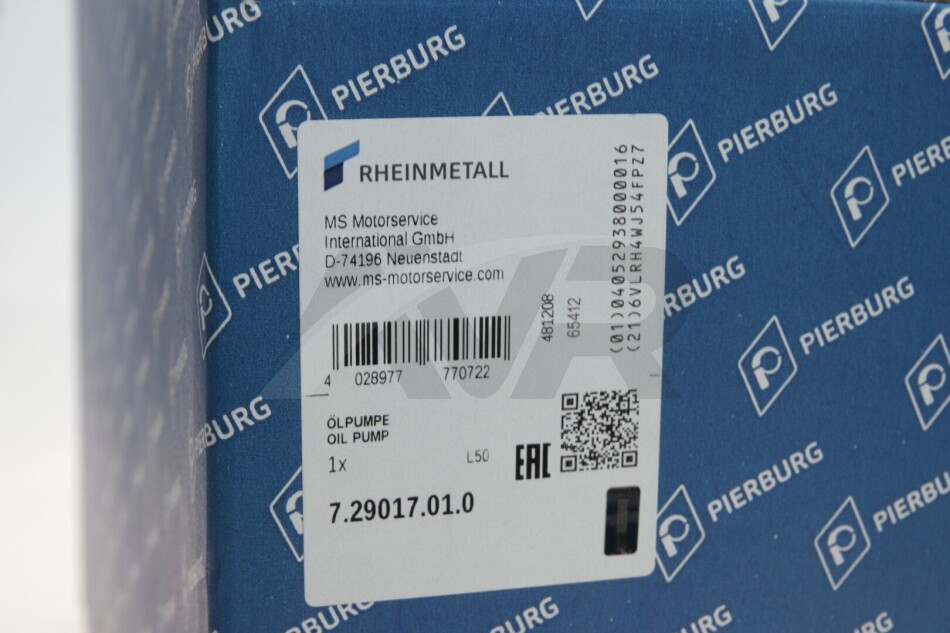 PIERBURG
PIERBURG
PIERBURG
RHEINMETALL
MS Motorservice
International GmbH
D-74196 Neuenstadt
www.ms-motorservice.com
(01)04052938000016
(21)6VLRH4WJ54FPZ7
481208
65412
4 028977 770722
ÖLPUMPE
OIL PUMP
1x
L50
EAC
7.29017.01.0
AVR
PIERBURG
PIERBURG
PIERBURG
PIERBURG